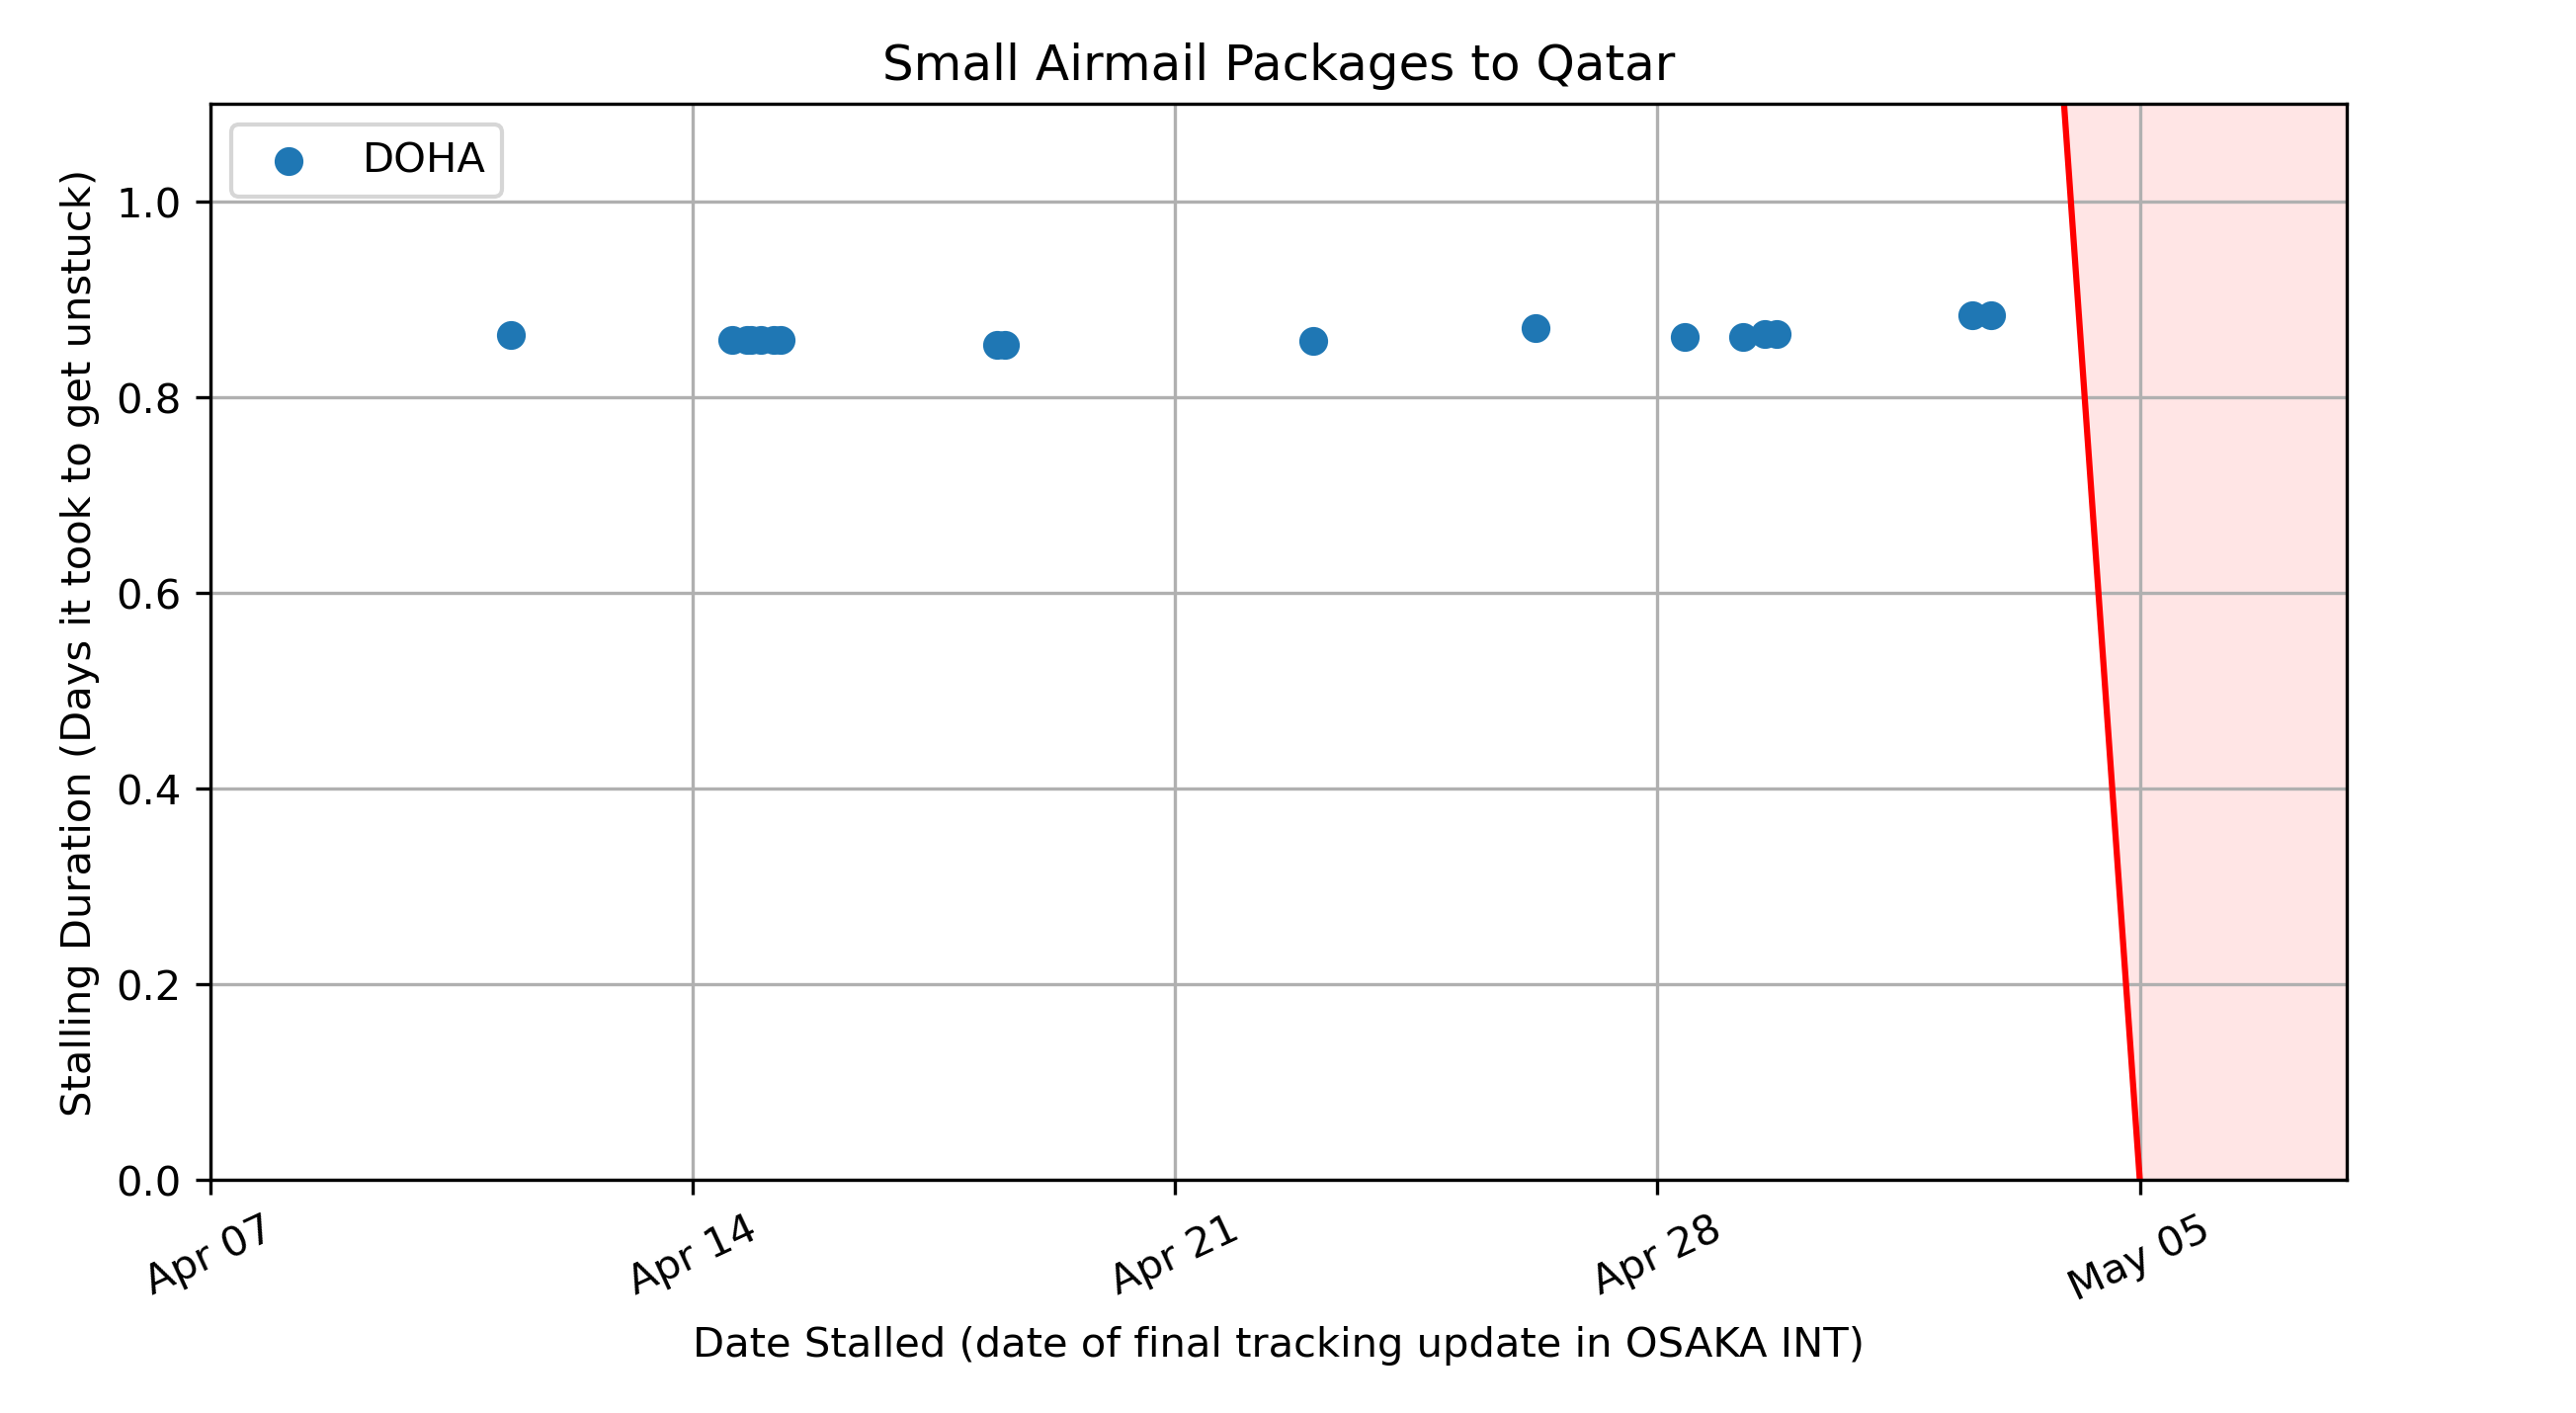 Small Airmail Packages to Qatar
DOHA
Stalling Duration (Days it took to get unstuck)
1.0
0.8
0.6
0.4
0.2
0.0
Apr 07
Apr 14
Apr 21
Apr 28
May 05
Date Stalled (date of final tracking update in OSAKA INT)